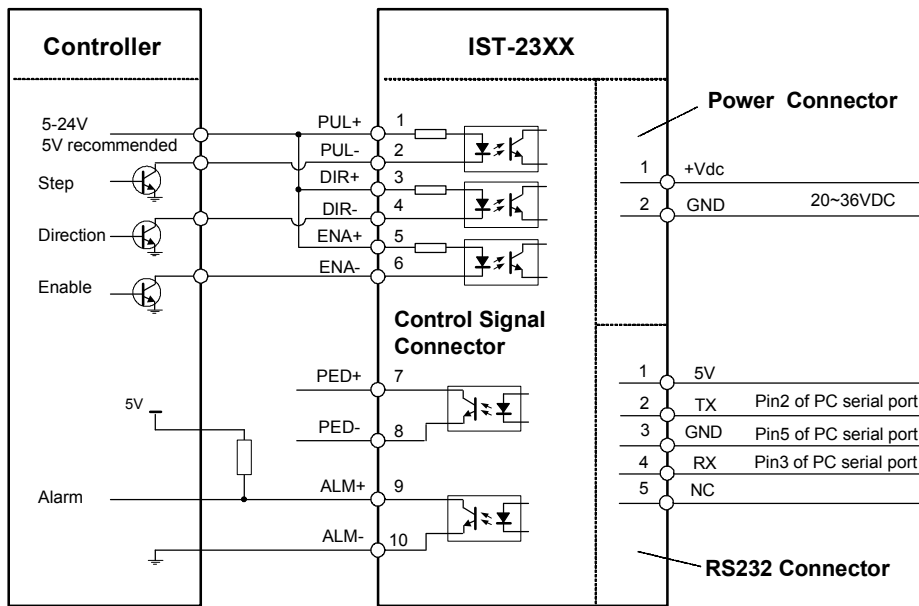 Controller
IST-23XX
5-24V
5V recommended
Step
Direction
Enable
5V
Alarm
PUL+ 1
PUL- 2
DIR+ 3
DIR- 4
ENA+ 5
ENA- 6
Control Signal
Connector
PED+ 7
PED- 8
ALM+ 9
ALM- 10
Power Connector
1 +Vdc
2 GND 20~36VDC
1 5V
2 TX Pin2 of PC serial port
3 GND Pin5 of PC serial port
4 RX Pin3 of PC serial port
5 NC
RS232 Connector